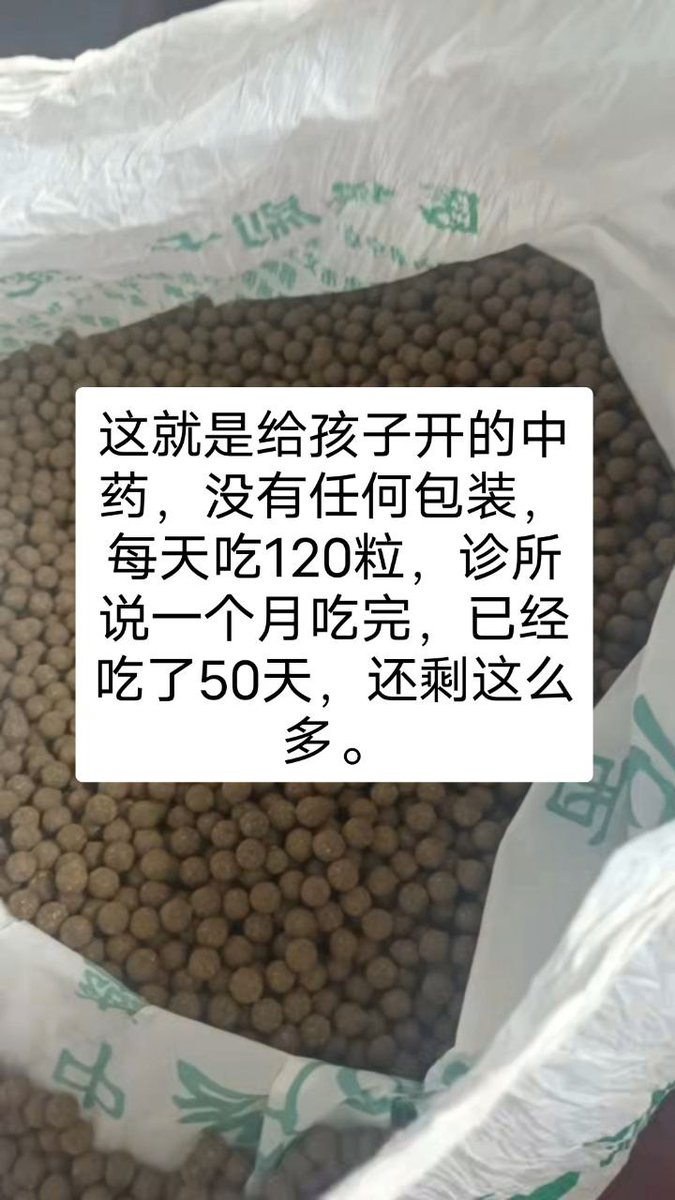 这就是给孩子开的中
药，没有任何包装，
每天吃120粒，诊所
说一个月吃完，已经
吃了50天，还剩这么
多。